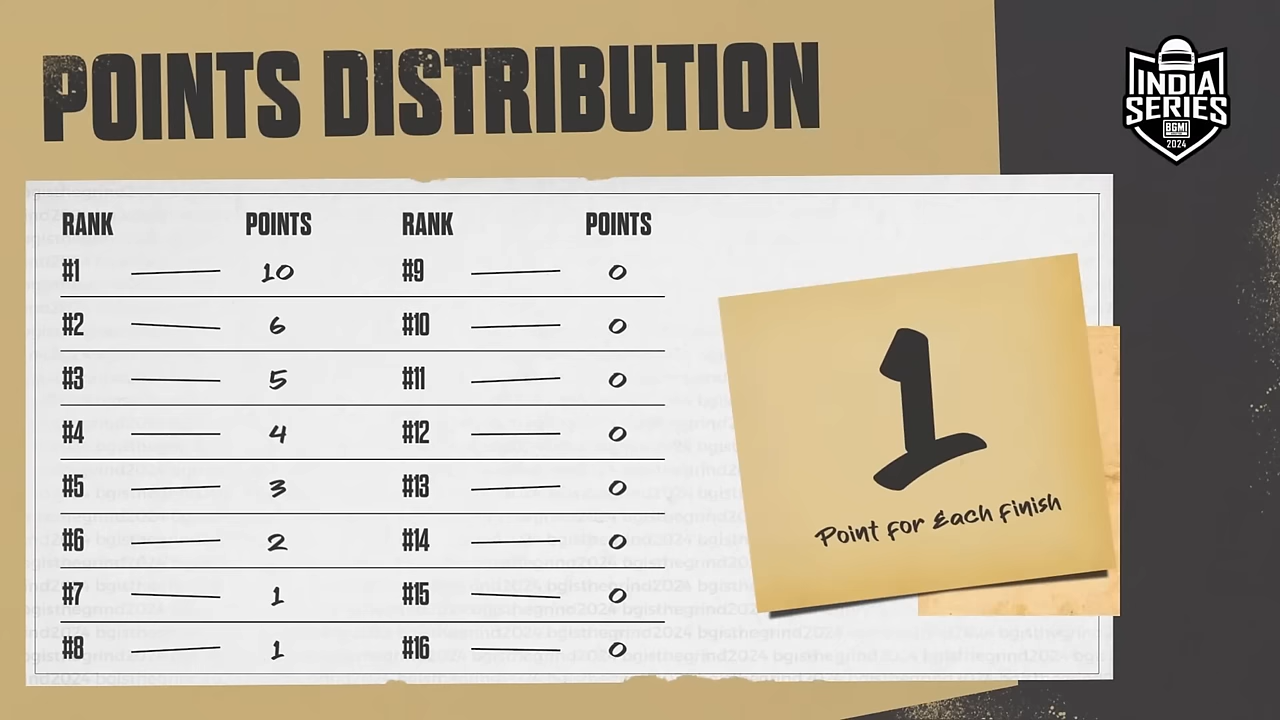 POINTS DISTRIBUTION
INDIA
SERIES
BGMI
2024
RANK POINTS RANK POINTS
#1 10 #9 0
#2 6 #10 0
#3 5 #11 0
#4 4 #12 0
#5 3 #13 0
#6 2 #14 0
#7 1 #15 0
#8 1 #16 0
1
Point for Each Finish